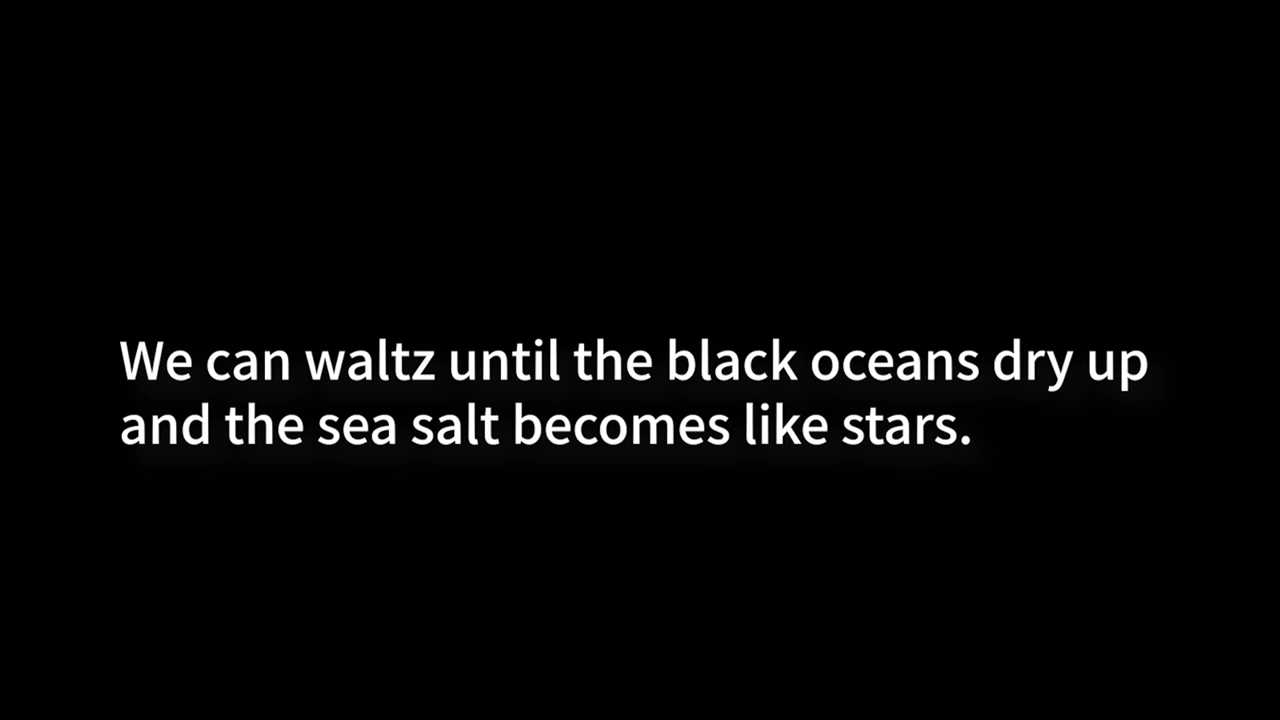 We can waltz until the black oceans dry up
and the sea salt becomes like stars.